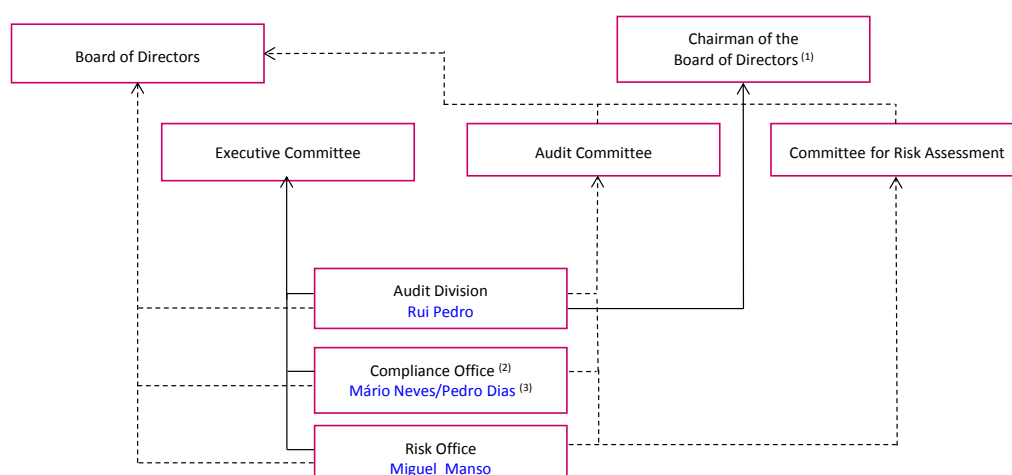 Board of Directors
Chairman of the
Board of Directors (1)
Executive Committee
Audit Committee
Committee for Risk Assessment
Audit Division
Rui Pedro
Compliance Office (2)
Mário Neves/Pedro Dias (3)
Risk Office
Miguel Manso